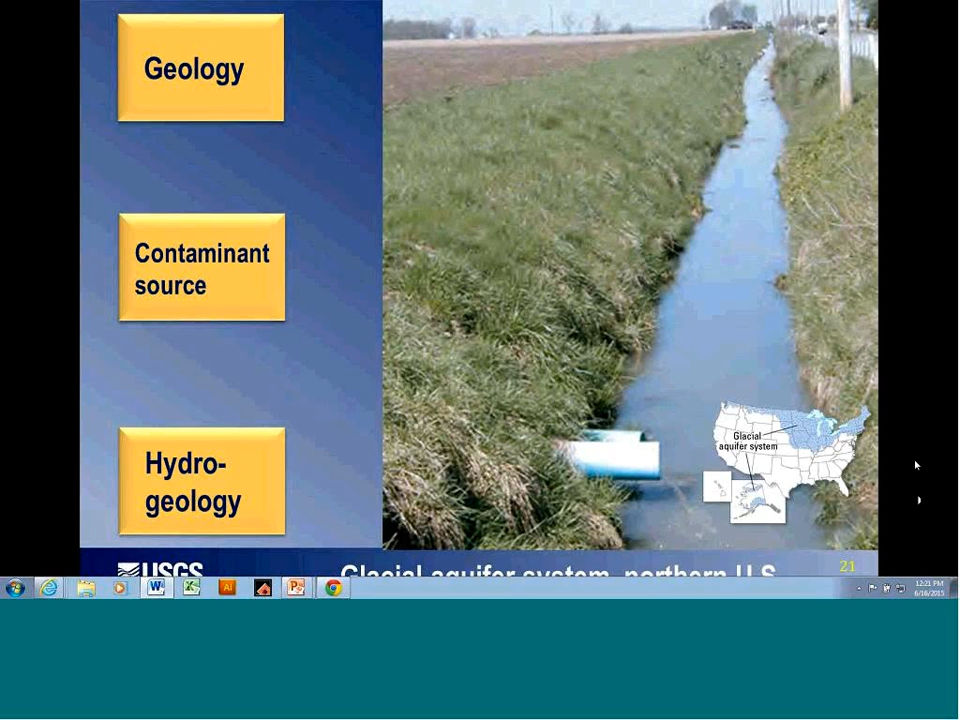 Geology
Contaminant
source
Hydro-
geology
Glacial
aquifer system
USGS
Glacial aquifer system, northern U.S.
21
12:21 PM
6/16/2015